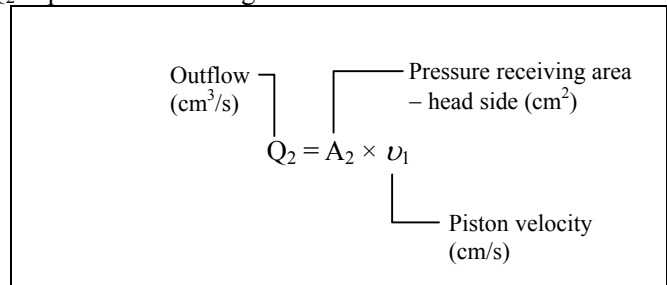 Outflow
(cm³/s)
Pressure receiving area
– head side (cm²)
Q₂ = A₂ × υ₁
Piston velocity
(cm/s)